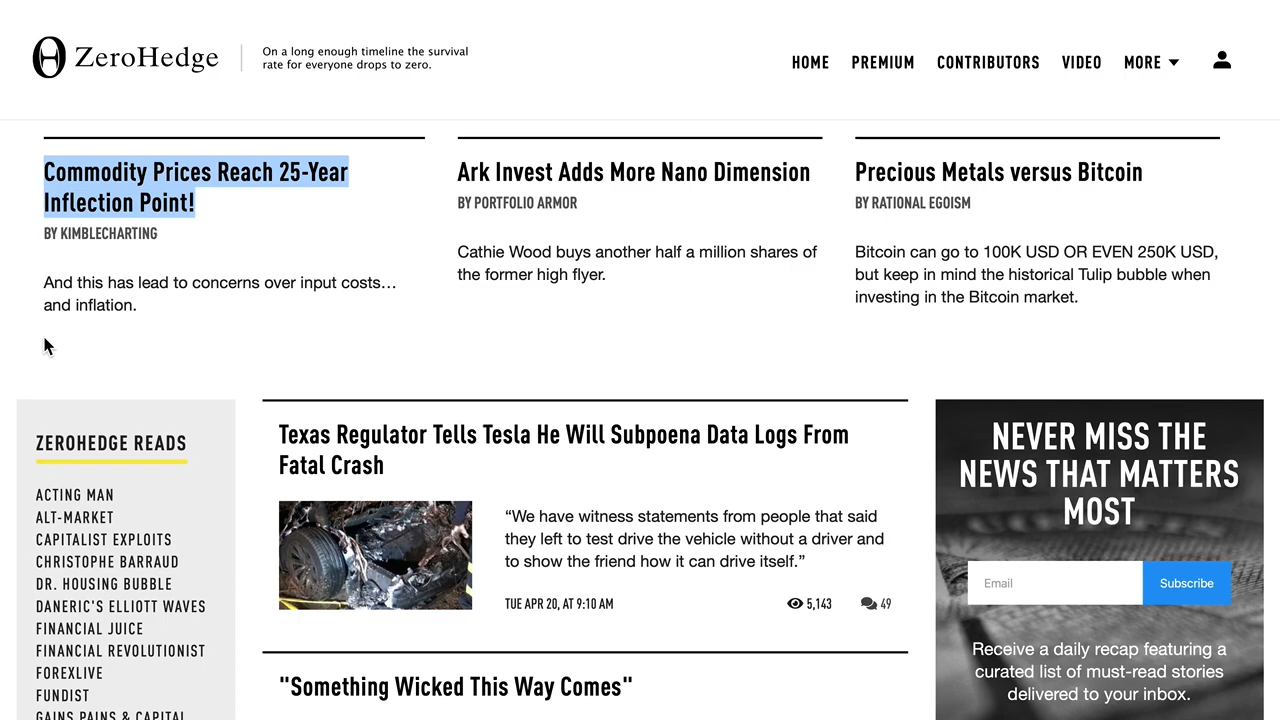 ZeroHedge
On a long enough timeline the survival
rate for everyone drops to zero.
HOME PREMIUM CONTRIBUTORS VIDEO MORE
Commodity Prices Reach 25-Year
Inflection Point!
BY KIMBLECHARTING
And this has lead to concerns over input costs…
and inflation.
Ark Invest Adds More Nano Dimension
BY PORTFOLIO ARMOR
Cathie Wood buys another half a million shares of
the former high flyer.
Precious Metals versus Bitcoin
BY RATIONAL EGOISM
Bitcoin can go to 100K USD OR EVEN 250K USD,
but keep in mind the historical Tulip bubble when
investing in the Bitcoin market.
ZEROHEDGE READS
ACTING MAN
ALT-MARKET
CAPITALIST EXPLOITS
CHRISTOPHE BARRAUD
DR. HOUSING BUBBLE
DANERIC'S ELLIOTT WAVES
FINANCIAL JUICE
FINANCIAL REVOLUTIONIST
FOREXLIVE
FUNDIST
GAINS PAINS & CAPITAL
Texas Regulator Tells Tesla He Will Subpoena Data Logs From
Fatal Crash
“We have witness statements from people that said
they left to test drive the vehicle without a driver and
to show the friend how it can drive itself.”
TUE APR 20, AT 9:10 AM 5,143 49
"Something Wicked This Way Comes"
NEVER MISS THE
NEWS THAT MATTERS
MOST
Email Subscribe
Receive a daily recap featuring a
curated list of must-read stories
delivered to your inbox.